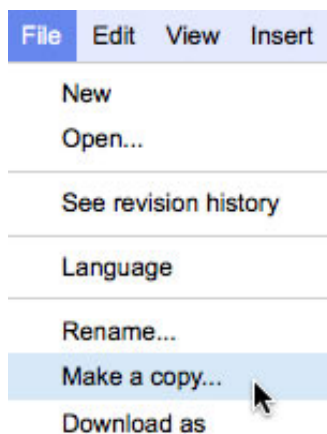 File Edit View Insert
New
Open...
See revision history
Language
Rename...
Make a copy...
Download as